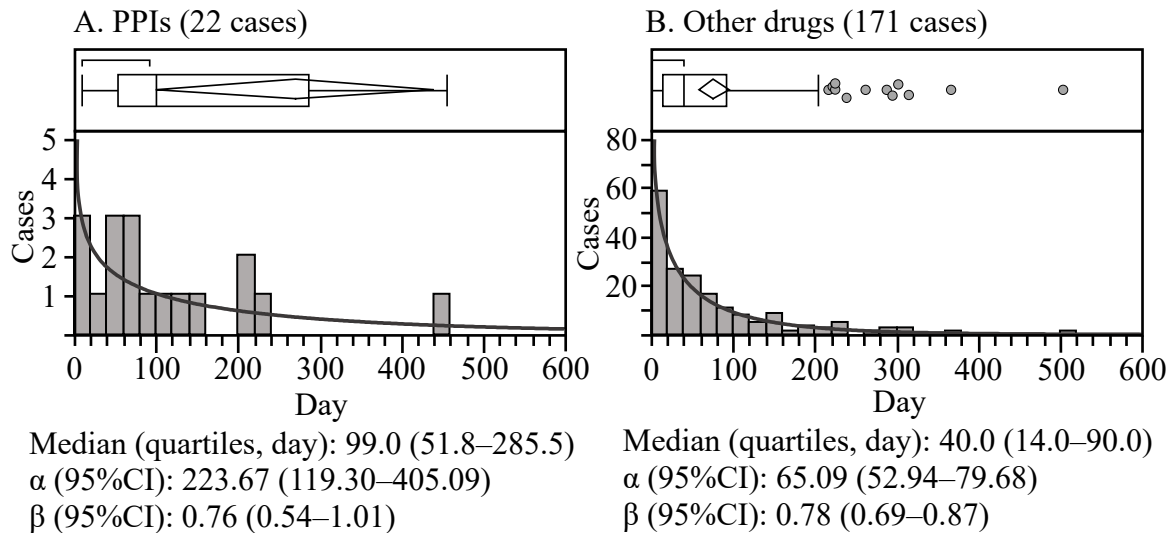 A. PPIs (22 cases)
5
4
3
2
1
Cases
0 100 200 300 400 500 600
Day
Median (quartiles, day): 99.0 (51.8–285.5)
α (95%CI): 223.67 (119.30–405.09)
β (95%CI): 0.76 (0.54–1.01)
B. Other drugs (171 cases)
80
60
40
20
Cases
0 100 200 300 400 500 600
Day
Median (quartiles, day): 40.0 (14.0–90.0)
α (95%CI): 65.09 (52.94–79.68)
β (95%CI): 0.78 (0.69–0.87)